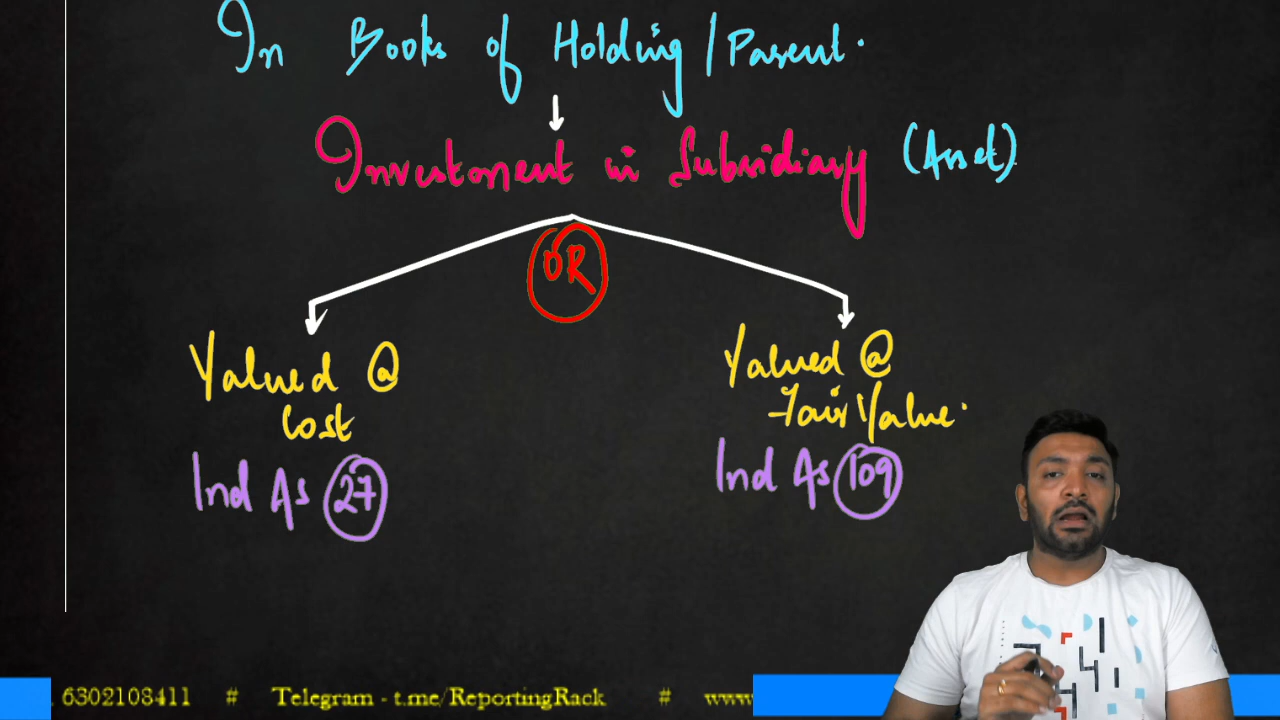 In Books of Holding / Parent.
Investment in Subsidiary (Asset)
OR
Valued @
Cost
Ind As 27
Valued @
Fair Value.
Ind As 109
6302108411 # Telegram - t.me/ReportingRack # www